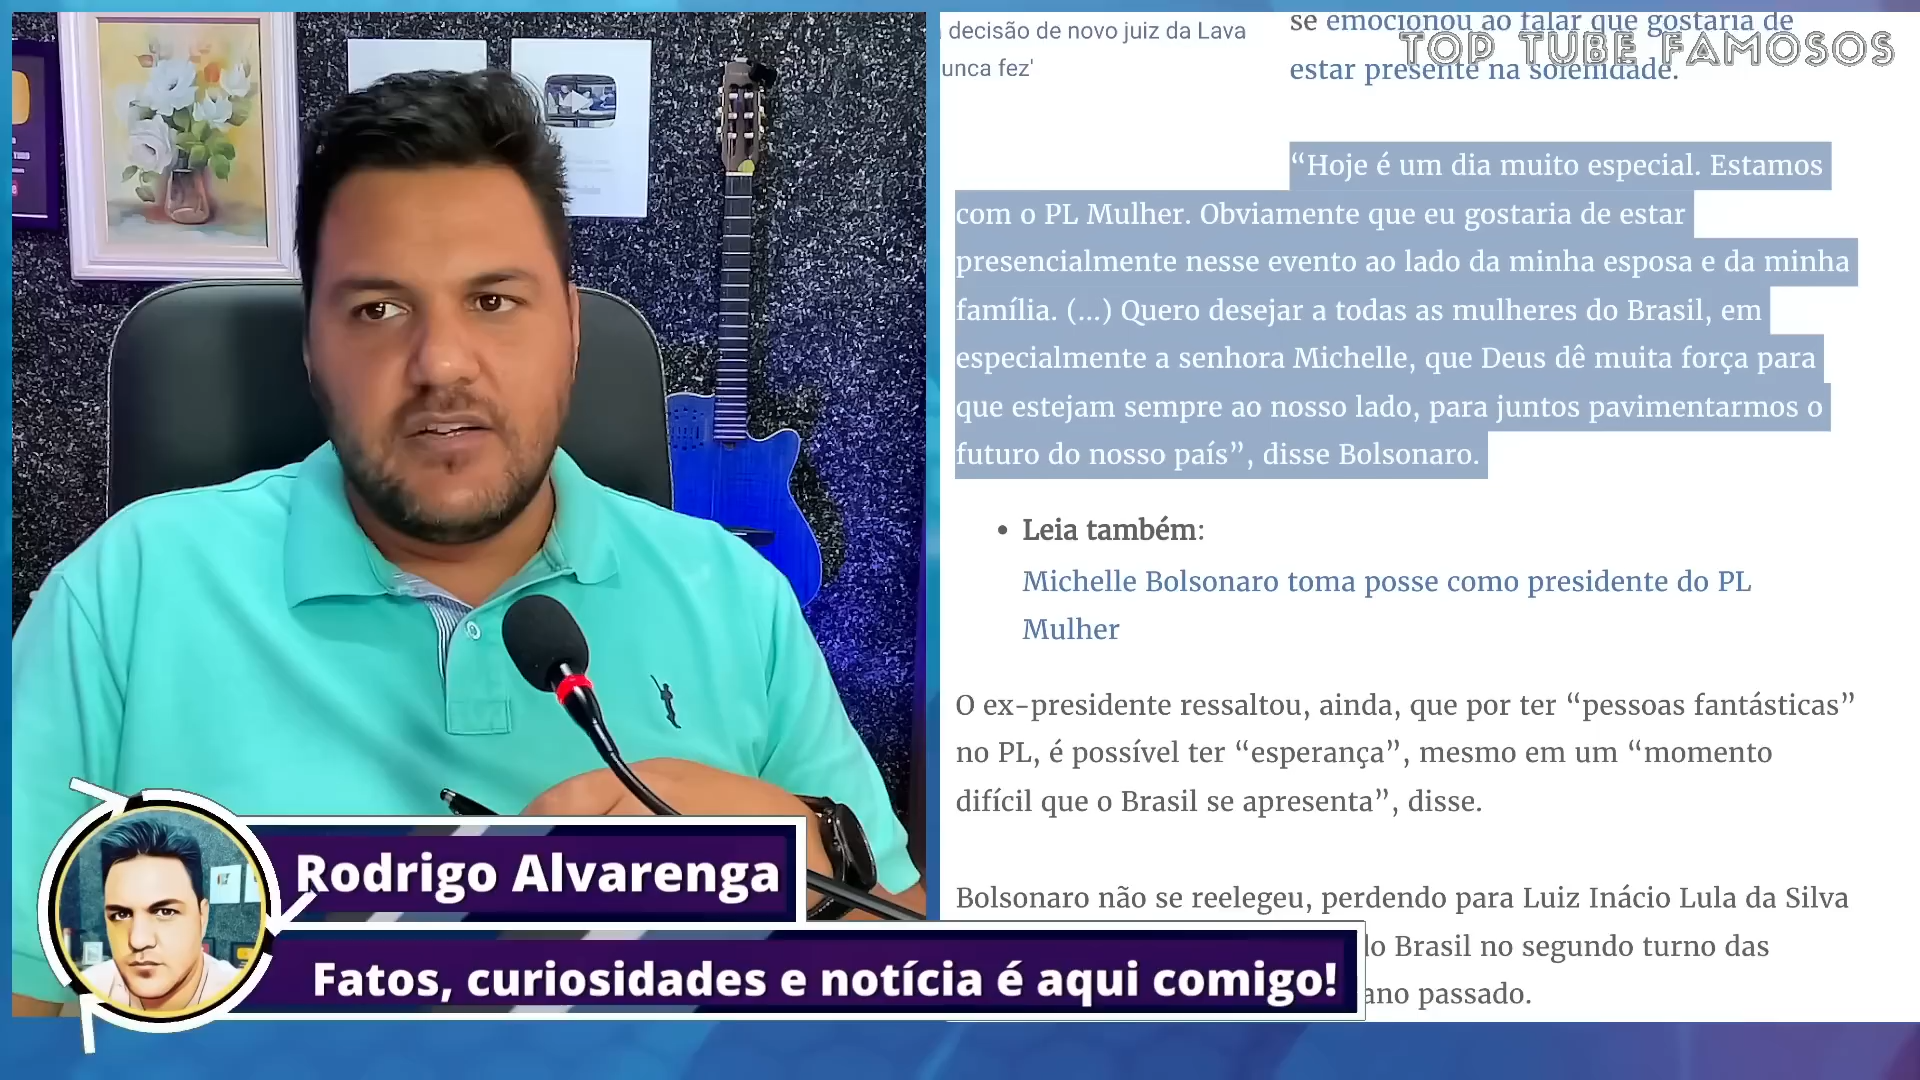 decisão de novo juiz da Lava
unca fez'
se emocionou ao falar que gostaria de
estar presente na solenidade.
TOP TUBE FAMOSOS
“Hoje é um dia muito especial. Estamos
com o PL Mulher. Obviamente que eu gostaria de estar
presencialmente nesse evento ao lado da minha esposa e da minha
família. (...) Quero desejar a todas as mulheres do Brasil, em
especialmente a senhora Michelle, que Deus dê muita força para
que estejam sempre ao nosso lado, para juntos pavimentarmos o
futuro do nosso país”, disse Bolsonaro.
• Leia também:
Michelle Bolsonaro toma posse como presidente do PL
Mulher
O ex-presidente ressaltou, ainda, que por ter “pessoas fantásticas”
no PL, é possível ter “esperança”, mesmo em um “momento
difícil que o Brasil se apresenta”, disse.
Bolsonaro não se reelegeu, perdendo para Luiz Inácio Lula da Silva
do Brasil no segundo turno das
ano passado.
Rodrigo Alvarenga
Fatos, curiosidades e notícia é aqui comigo!